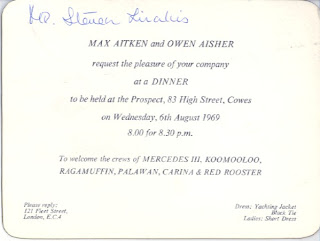 Mr. Steven Lirakis
MAX AITKEN and OWEN AISHER
request the pleasure of your company
at a DINNER
to be held at the Prospect, 83 High Street, Cowes
on Wednesday, 6th August 1969
8.00 for 8.30 p.m.
To welcome the crews of MERCEDES III, KOOMOOLOO,
RAGAMUFFIN, PALAWAN, CARINA & RED ROOSTER
Please reply:
121 Fleet Street,
London, E.C.4
Dress: Yachting Jacket
Black Tie
Ladies: Short Dress